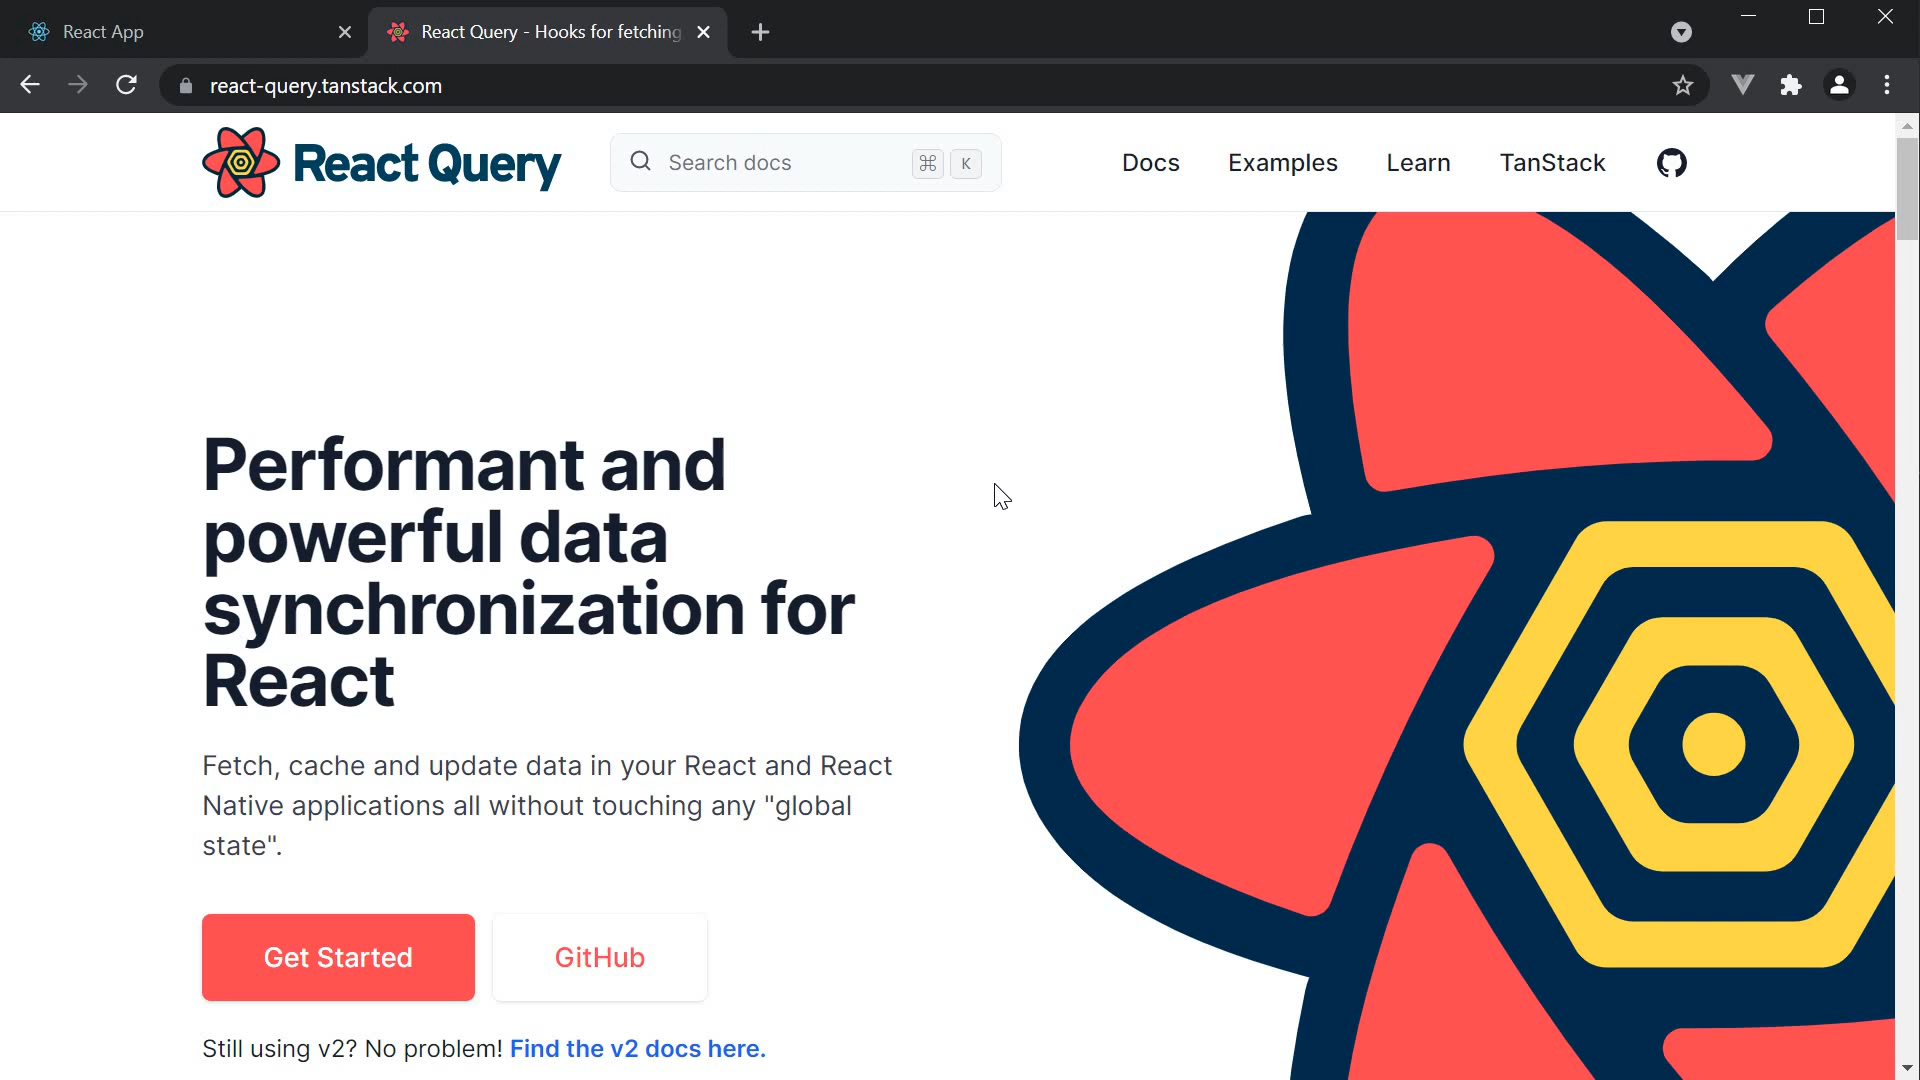 React App
React Query - Hooks for fetching
react-query.tanstack.com
React Query
Search docs
⌘ K
Docs
Examples
Learn
TanStack
Performant and
powerful data
synchronization for
React
Fetch, cache and update data in your React and React
Native applications all without touching any "global
state".
Get Started
GitHub
Still using v2? No problem! Find the v2 docs here.